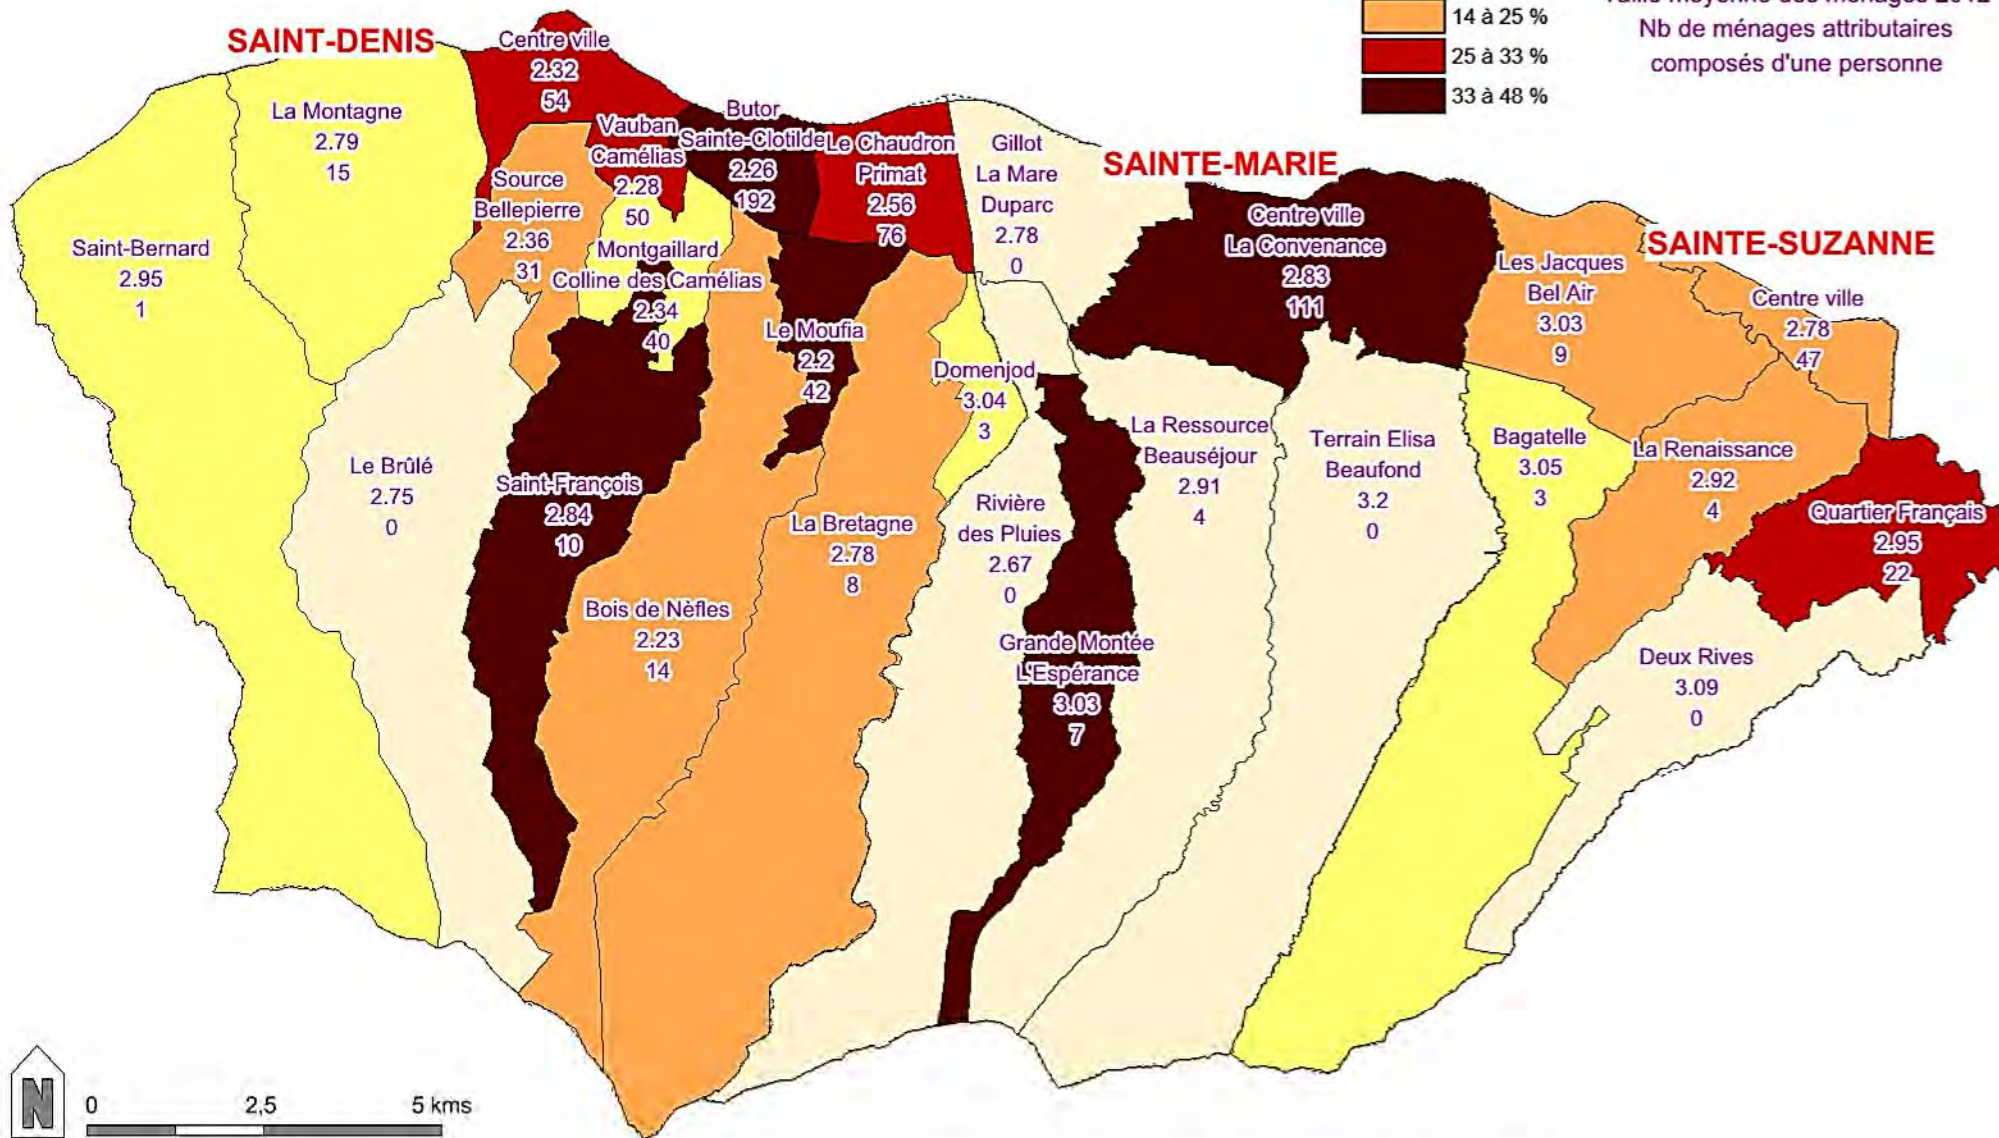 14 à 25 %
25 à 33 %
33 à 48 %
Nb de ménages attributaires
composés d'une personne
SAINT-DENIS
SAINTE-MARIE
SAINTE-SUZANNE
Centre ville
2.32
54
La Montagne
2.79
15
Saint-Bernard
2.95
1
Source
Bellepierre
2.36
31
Vauban
Camélias
2.28
50
Butor
Sainte-Clotilde
2.26
192
Le Chaudron
Primat
2.56
76
Montgaillard
Colline des Camélias
2.34
40
Le Moufia
2.2
42
Gillot
La Mare
Duparc
2.78
0
Domenjod
3.04
3
Le Brûlé
2.75
0
Saint-François
2.84
10
Bois de Nèfles
2.23
14
La Bretagne
2.78
8
Rivière
des Pluies
2.67
0
Grande Montée
L'Espérance
3.03
7
Centre ville
La Convenance
2.83
111
La Ressource
Beauséjour
2.91
4
Terrain Elisa
Beaufond
3.2
0
Les Jacques
Bel Air
3.03
9
Centre ville
2.78
47
Bagatelle
3.05
3
La Renaissance
2.92
4
Quartier Français
2.95
22
Deux Rives
3.09
0
N
0 2,5 5 kms